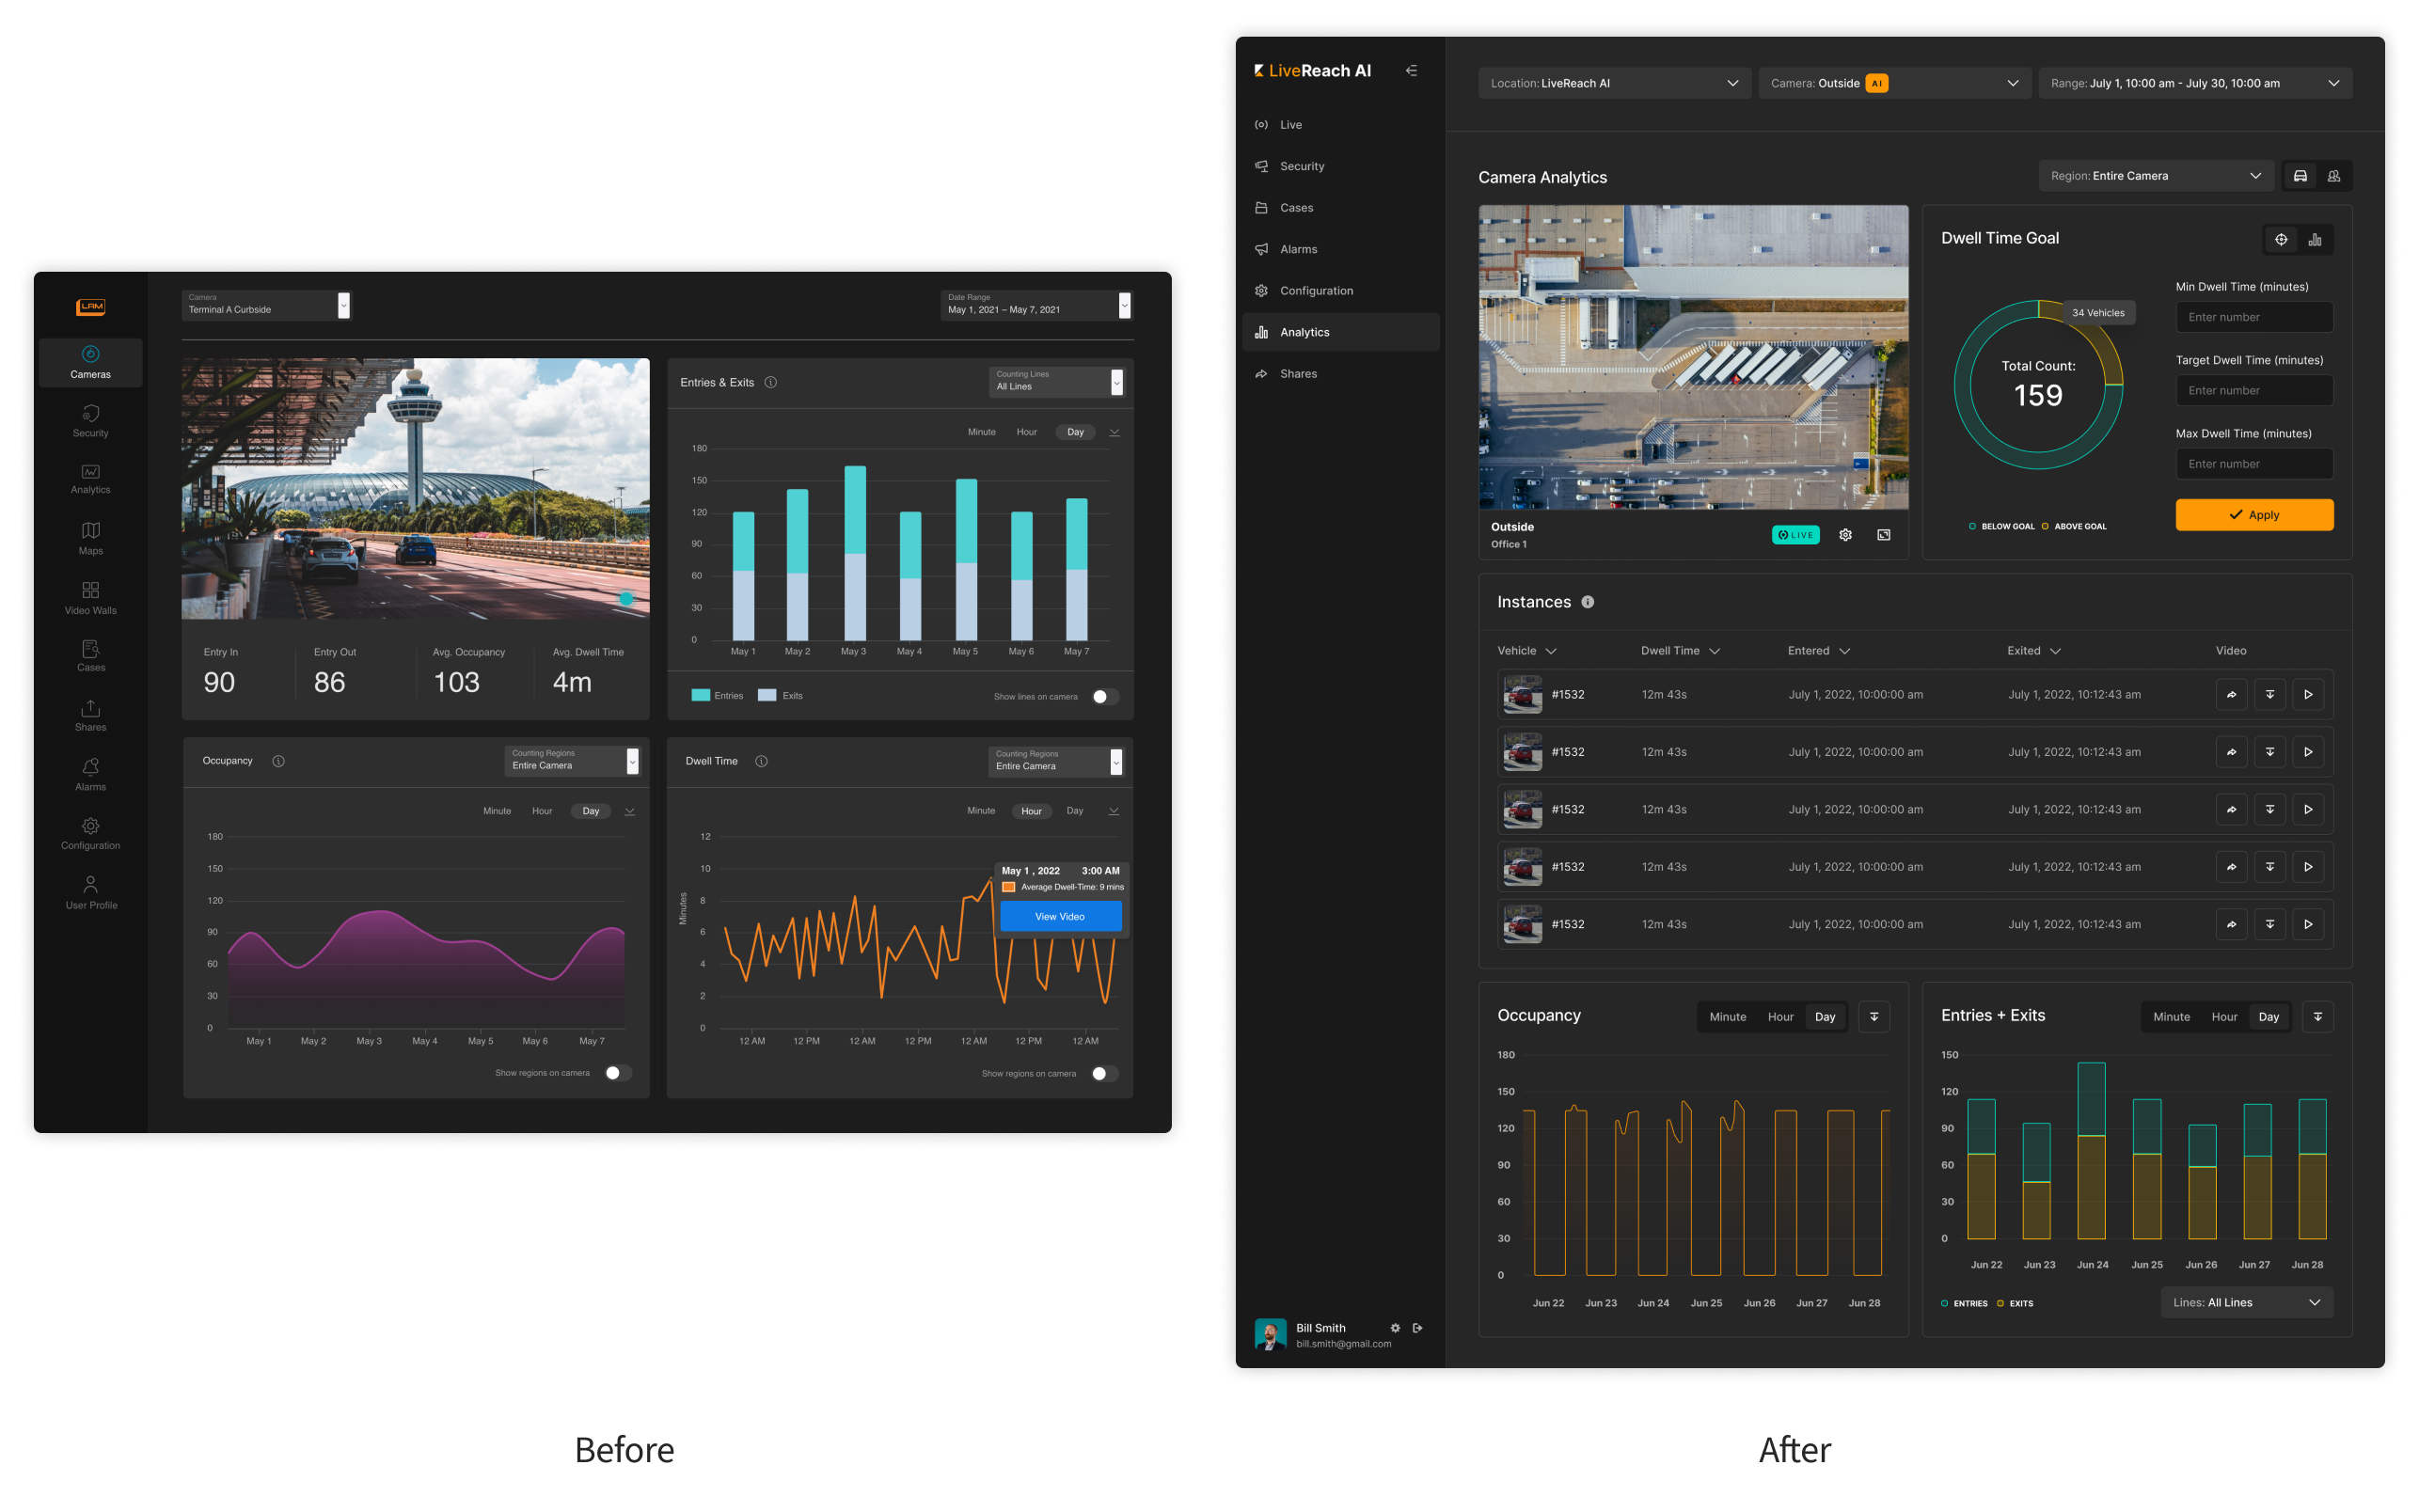 LAM
Cameras
Security
Analytics
Maps
Video Walls
Cases
Shares
Alarms
Configuration
User Profile
Camera
Terminal A Curbside
Date Range
May 1, 2021 – May 7, 2021
Entry In
90
Entry Out
86
Avg. Occupancy
103
Avg. Dwell Time
4m
Entries & Exits
Counting Lines
All Lines
Minute Hour Day
180
150
120
90
60
30
0
May 1 May 2 May 3 May 4 May 5 May 6 May 7
Entries Exits
Show lines on camera
Occupancy
Counting Regions
Entire Camera
Minute Hour Day
180
150
120
90
60
30
0
May 1 May 2 May 3 May 4 May 5 May 6 May 7
Show regions on camera
Dwell Time
Counting Regions
Entire Camera
Minute Hour Day
Minutes
12
10
8
6
4
2
0
May 1 , 2022 3:00 AM
Average Dwell-Time: 9 mins
View Video
12 AM 12 PM 12 AM 12 PM 12 AM 12 PM 12 AM
Show regions on camera
Before
LiveReach AI
Live
Security
Cases
Alarms
Configuration
Analytics
Shares
Bill Smith
bill.smith@gmail.com
Location: LiveReach AI
Camera: Outside AI
Range: July 1, 10:00 am - July 30, 10:00 am
Camera Analytics
Region: Entire Camera
Outside
Office 1
LIVE
Dwell Time Goal
34 Vehicles
Total Count:
159
BELOW GOAL ABOVE GOAL
Min Dwell Time (minutes)
Enter number
Target Dwell Time (minutes)
Enter number
Max Dwell Time (minutes)
Enter number
Apply
Instances
Vehicle Dwell Time Entered Exited Video
#1532 12m 43s July 1, 2022, 10:00:00 am July 1, 2022, 10:12:43 am
#1532 12m 43s July 1, 2022, 10:00:00 am July 1, 2022, 10:12:43 am
#1532 12m 43s July 1, 2022, 10:00:00 am July 1, 2022, 10:12:43 am
#1532 12m 43s July 1, 2022, 10:00:00 am July 1, 2022, 10:12:43 am
#1532 12m 43s July 1, 2022, 10:00:00 am July 1, 2022, 10:12:43 am
Occupancy
Minute Hour Day
180
150
120
90
60
30
0
Jun 22 Jun 23 Jun 24 Jun 25 Jun 26 Jun 27 Jun 28
Entries + Exits
Minute Hour Day
150
120
90
60
30
0
Jun 22 Jun 23 Jun 24 Jun 25 Jun 26 Jun 27 Jun 28
ENTRIES EXITS
Lines: All Lines
After